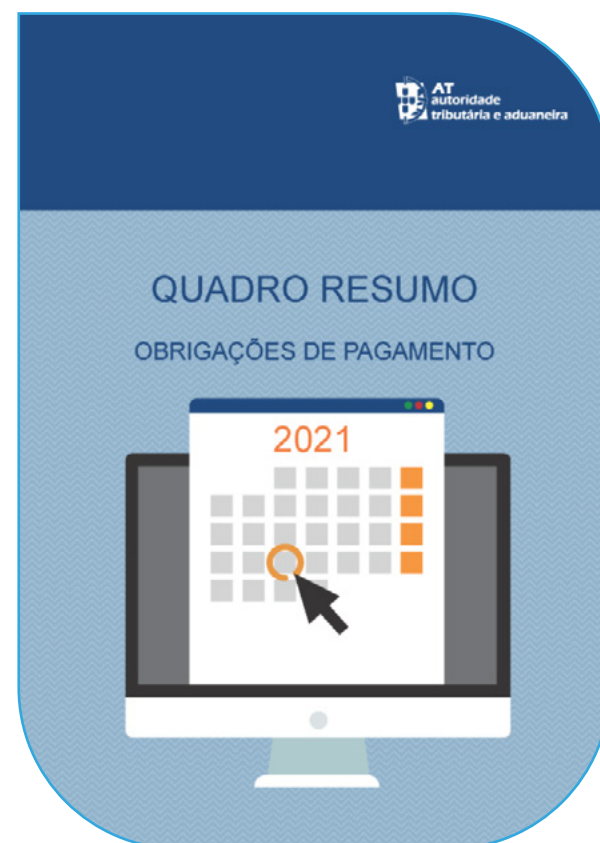 AT
autoridade
tributária e aduaneira
QUADRO RESUMO
OBRIGAÇÕES DE PAGAMENTO
2021